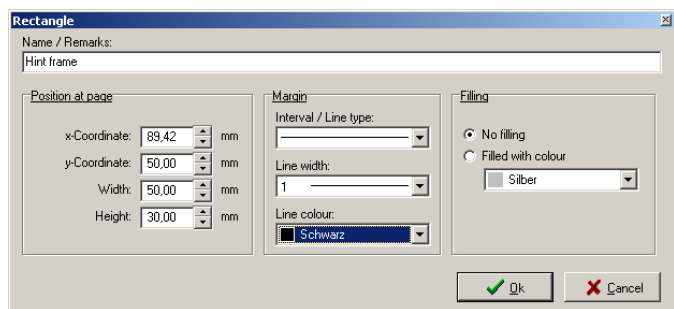 Rectangle
Name / Remarks:
Hint frame
Position at page
x-Coordinate: 89,42 mm
y-Coordinate: 50,00 mm
Width: 50,00 mm
Height: 30,00 mm
Margin
Interval / Line type:
Line width:
1
Line colour:
Schwarz
Filling
No filling
Filled with colour
Silber
Ok
Cancel